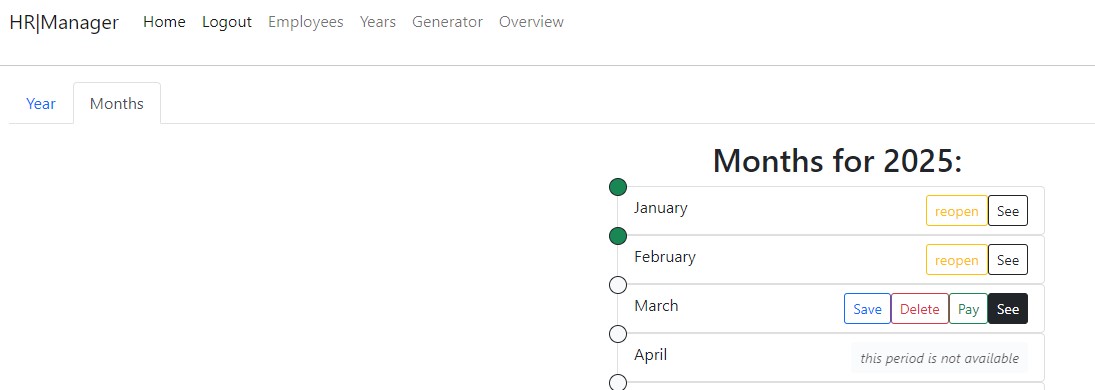 HR|Manager Home Logout Employees Years Generator Overview
Year Months
Months for 2025:
January reopen See
February reopen See
March Save Delete Pay See
April this period is not available